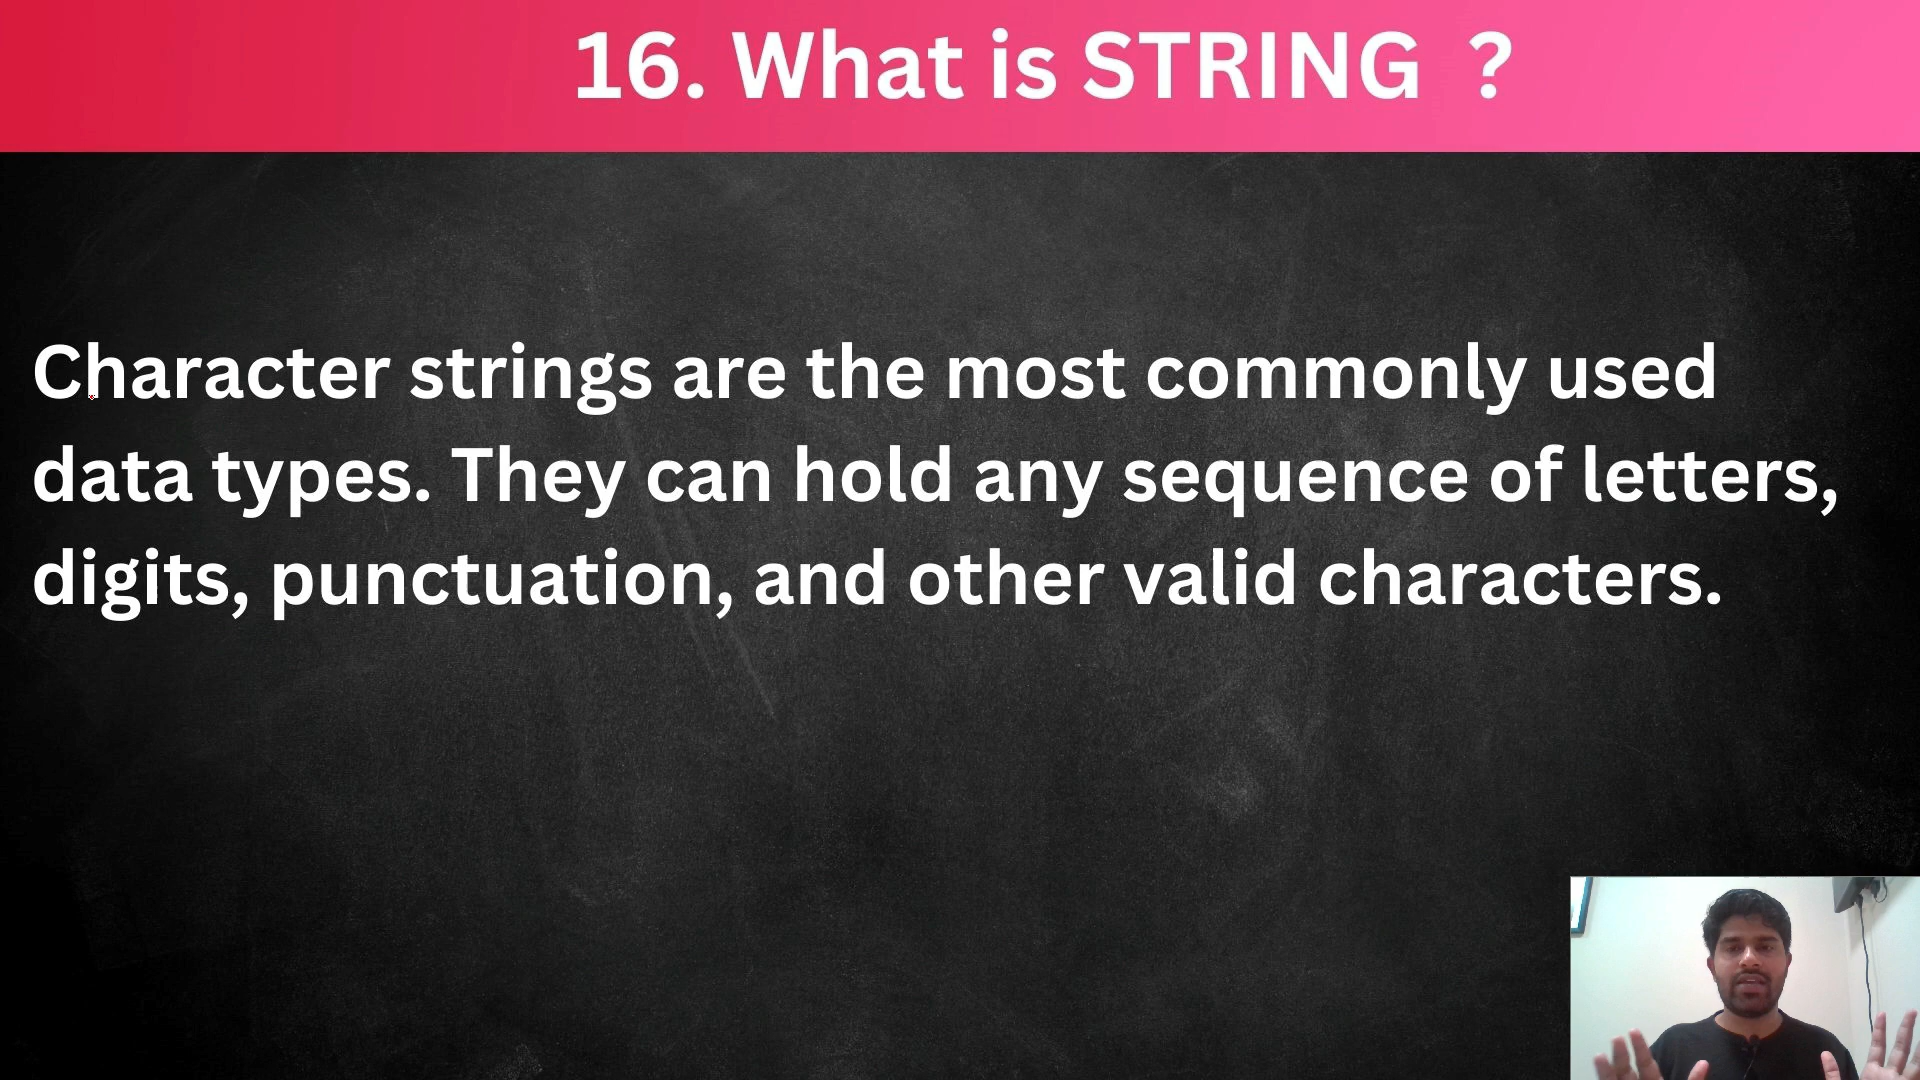 16. What is STRING ?
Character strings are the most commonly used
data types. They can hold any sequence of letters,
digits, punctuation, and other valid characters.